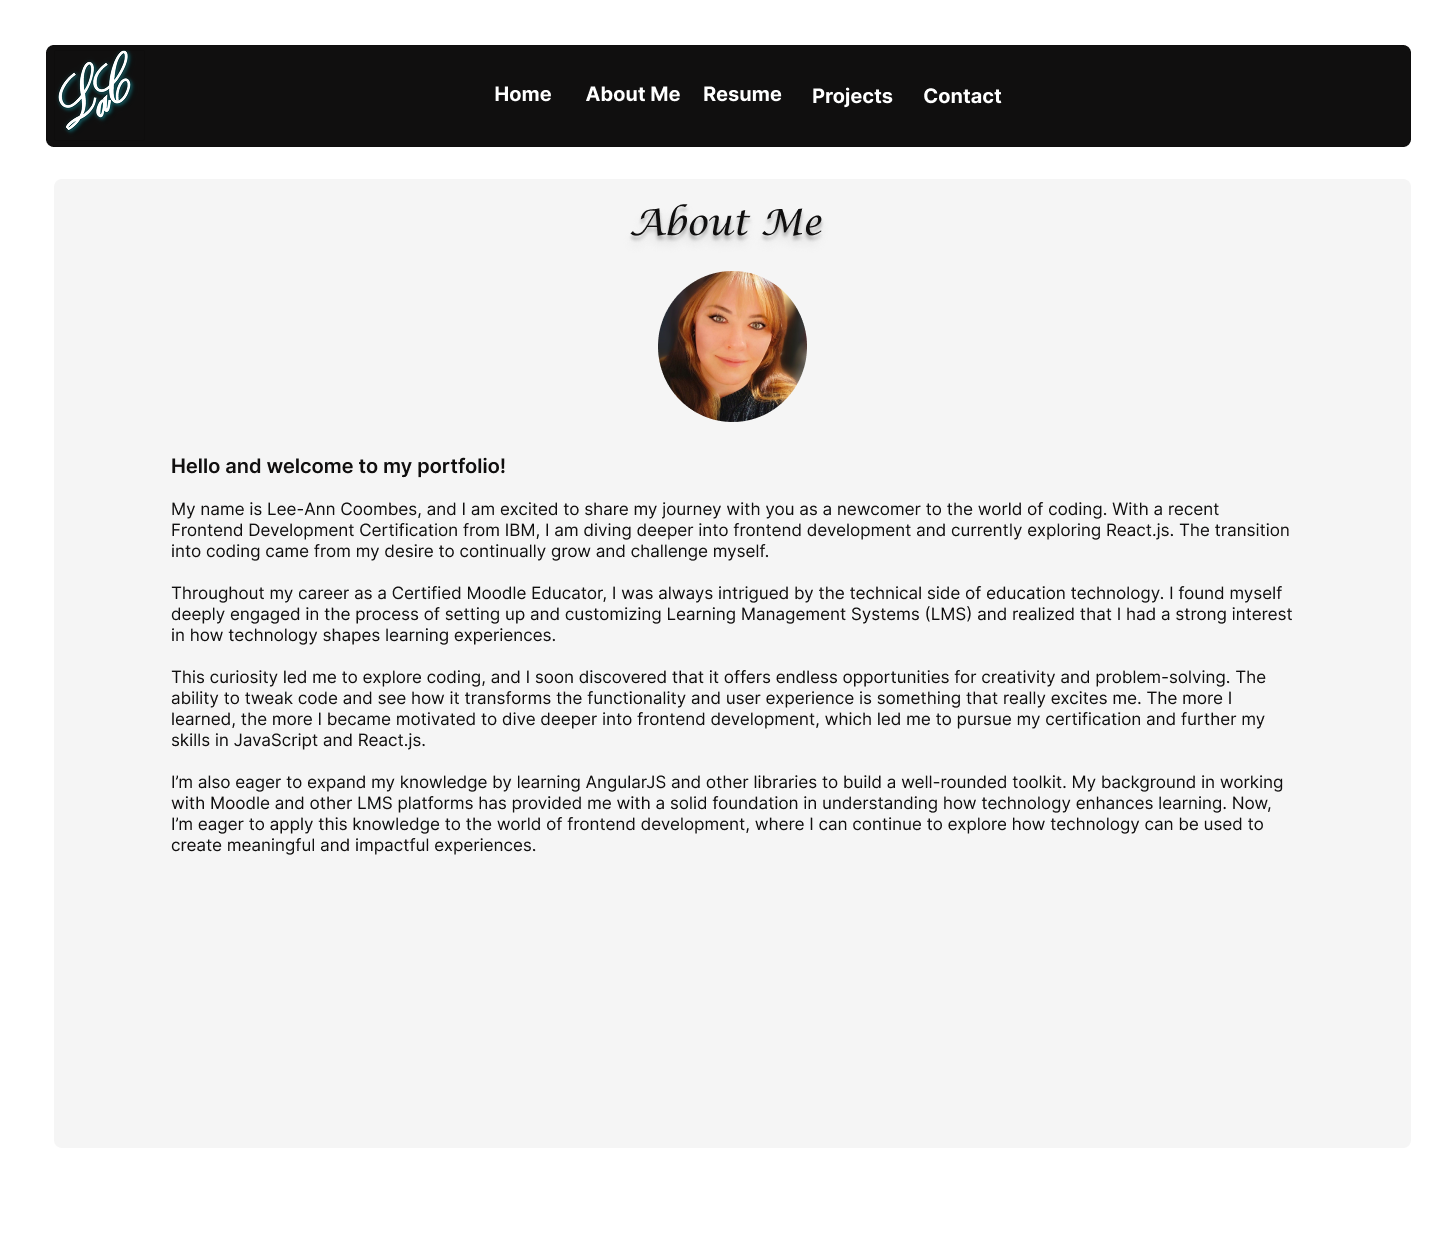 Lab
Home About Me Resume Projects Contact
About Me
Hello and welcome to my portfolio!
My name is Lee-Ann Coombes, and I am excited to share my journey with you as a newcomer to the world of coding. With a recent
Frontend Development Certification from IBM, I am diving deeper into frontend development and currently exploring React.js. The transition
into coding came from my desire to continually grow and challenge myself.
Throughout my career as a Certified Moodle Educator, I was always intrigued by the technical side of education technology. I found myself
deeply engaged in the process of setting up and customizing Learning Management Systems (LMS) and realized that I had a strong interest
in how technology shapes learning experiences.
This curiosity led me to explore coding, and I soon discovered that it offers endless opportunities for creativity and problem-solving. The
ability to tweak code and see how it transforms the functionality and user experience is something that really excites me. The more I
learned, the more I became motivated to dive deeper into frontend development, which led me to pursue my certification and further my
skills in JavaScript and React.js.
I’m also eager to expand my knowledge by learning AngularJS and other libraries to build a well-rounded toolkit. My background in working
with Moodle and other LMS platforms has provided me with a solid foundation in understanding how technology enhances learning. Now,
I’m eager to apply this knowledge to the world of frontend development, where I can continue to explore how technology can be used to
create meaningful and impactful experiences.